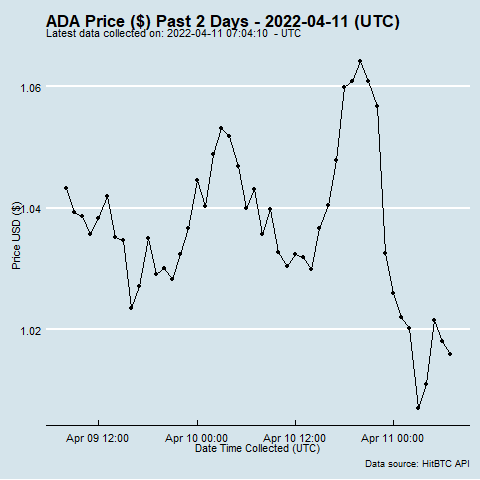 ADA Price ($) Past 2 Days - 2022-04-11 (UTC)
Latest data collected on: 2022-04-11 07:04:10 - UTC
1.06
1.04
1.02
Price USD ($)
Apr 09 12:00
Apr 10 00:00
Apr 10 12:00
Apr 11 00:00
Date Time Collected (UTC)
Data source: HitBTC API